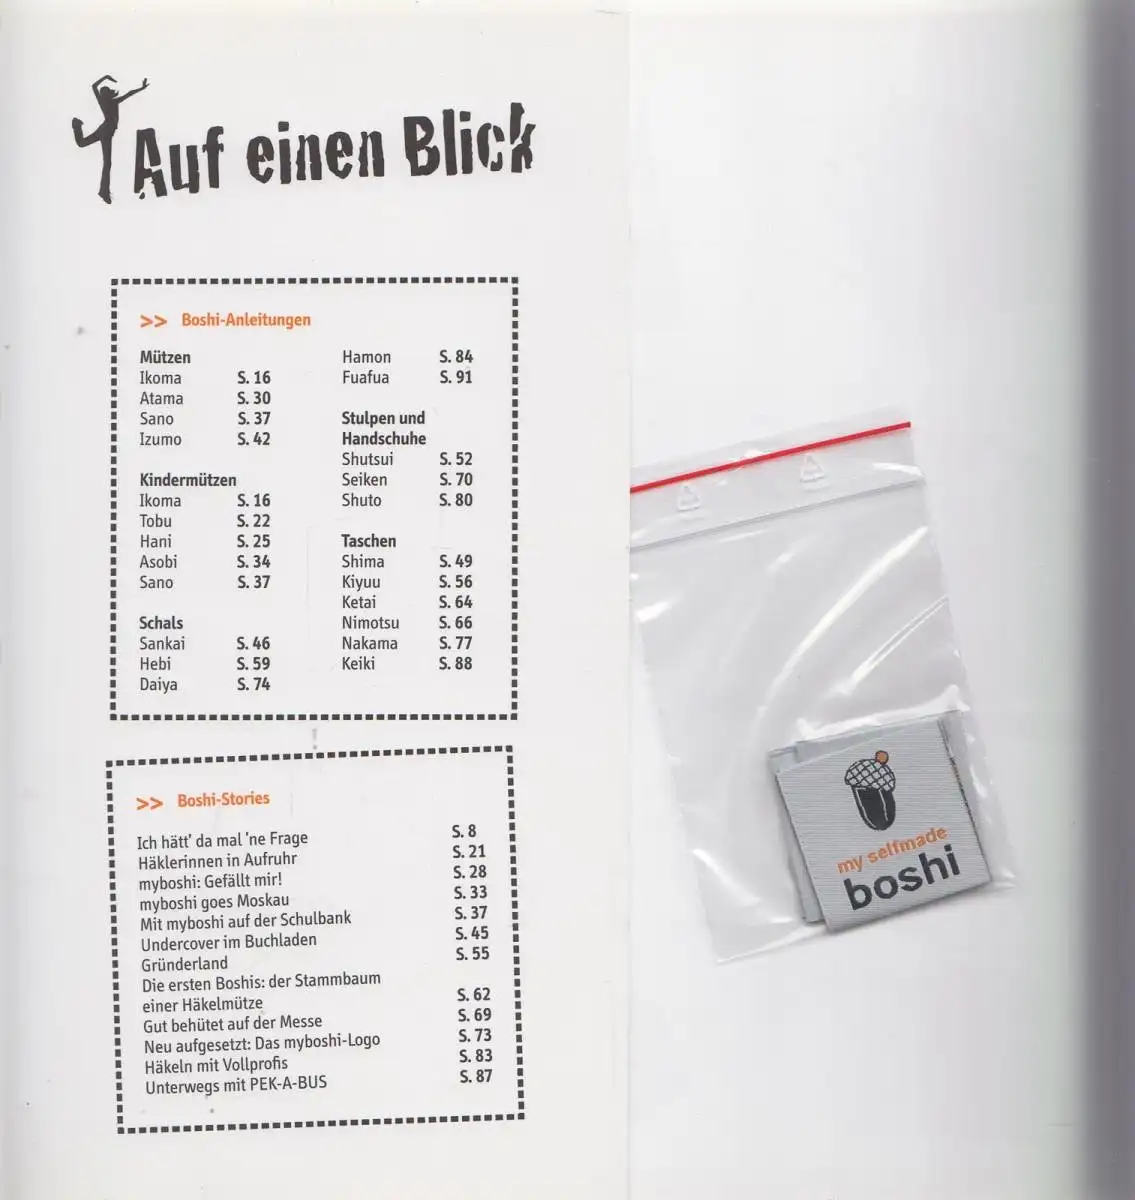 Auf einen Blick
>> Boshi-Anleitungen
Mützen
Ikoma S. 16
Atama S. 30
Sano S. 37
Izumo S. 42
Kindermützen
Ikoma S. 16
Tobu S. 22
Hani S. 25
Asobi S. 34
Sano S. 37
Schals
Sankai S. 46
Hebi S. 59
Daiya S. 74
Hamon S. 84
Fuafua S. 91
Stulpen und
Handschuhe
Shutsui S. 52
Seiken S. 70
Shuto S. 80
Taschen
Shima S. 49
Kiyuu S. 56
Ketai S. 64
Nimotsu S. 66
Nakama S. 77
Keiki S. 88
>> Boshi-Stories
Ich hätt' da mal 'ne Frage S. 8
Häklerinnen in Aufruhr S. 21
myboshi: Gefällt mir! S. 28
myboshi goes Moskau S. 33
Mit myboshi auf der Schulbank S. 37
Undercover im Buchladen S. 45
Gründerland S. 55
Die ersten Boshis: der Stammbaum
einer Häkelmütze S. 62
Gut behütet auf der Messe S. 69
Neu aufgesetzt: Das myboshi-Logo S. 73
Häkeln mit Vollprofis S. 83
Unterwegs mit PEK-A-BUS S. 87
my selfmade
boshi